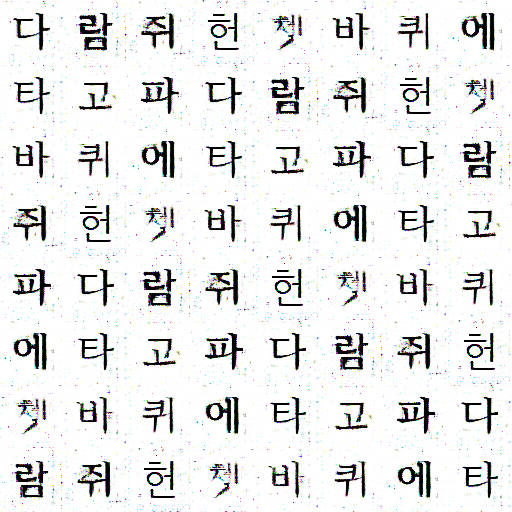 다 람 쥐 헌 쳇 바 퀴 에
타 고 파 다 람 쥐 헌 쳇
바 퀴 에 타 고 파 다 람
쥐 헌 쳇 바 퀴 에 타 고
파 다 람 쥐 헌 쳇 바 퀴
에 타 고 파 다 람 쥐 헌
쳇 바 퀴 에 타 고 파 다
람 쥐 헌 쳇 바 퀴 에 타